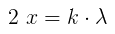 2 x = k · λ